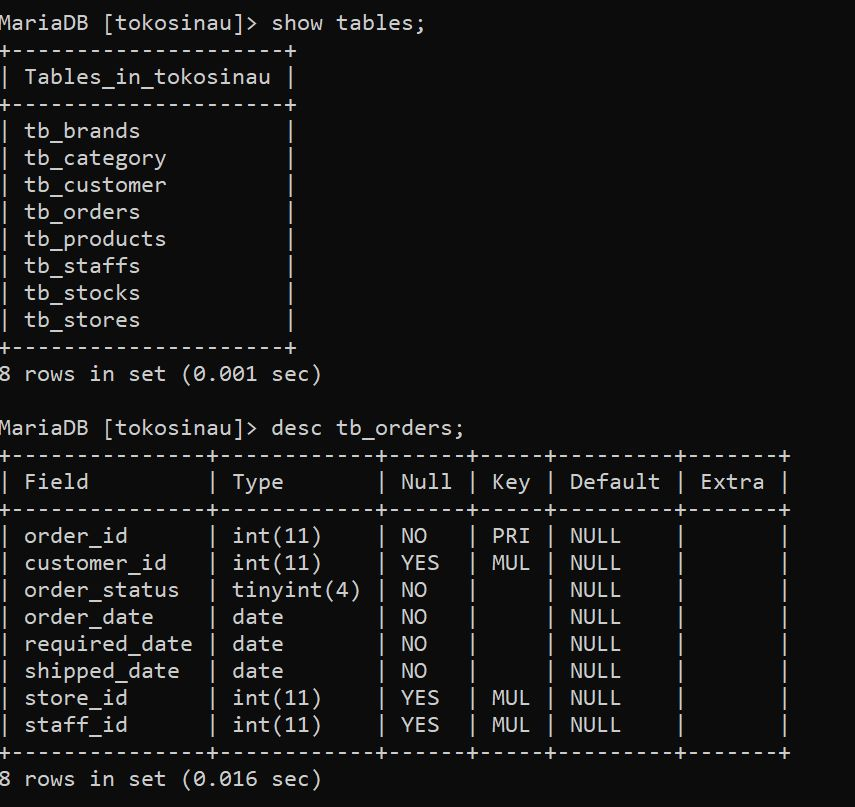 MariaDB [tokosinau]> show tables;
+---------------------+
| Tables_in_tokosinau |
+---------------------+
| tb_brands           |
| tb_category         |
| tb_customer         |
| tb_orders           |
| tb_products         |
| tb_staffs           |
| tb_stocks           |
| tb_stores           |
+---------------------+
8 rows in set (0.001 sec)

MariaDB [tokosinau]> desc tb_orders;
+---------------+------------+------+-----+---------+-------+
| Field         | Type       | Null | Key | Default | Extra |
+---------------+------------+------+-----+---------+-------+
| order_id      | int(11)    | NO   | PRI | NULL    |       |
| customer_id   | int(11)    | YES  | MUL | NULL    |       |
| order_status  | tinyint(4) | NO   |     | NULL    |       |
| order_date    | date       | NO   |     | NULL    |       |
| required_date | date       | NO   |     | NULL    |       |
| shipped_date  | date       | NO   |     | NULL    |       |
| store_id      | int(11)    | YES  | MUL | NULL    |       |
| staff_id      | int(11)    | YES  | MUL | NULL    |       |
+---------------+------------+------+-----+---------+-------+
8 rows in set (0.016 sec)